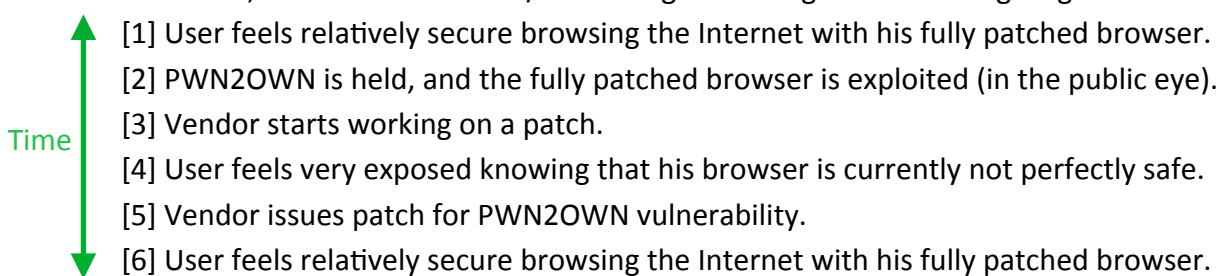 [1] User feels relatively secure browsing the Internet with his fully patched browser.
[2] PWN2OWN is held, and the fully patched browser is exploited (in the public eye).
[3] Vendor starts working on a patch.
Time
[4] User feels very exposed knowing that his browser is currently not perfectly safe.
[5] Vendor issues patch for PWN2OWN vulnerability.
[6] User feels relatively secure browsing the Internet with his fully patched browser.